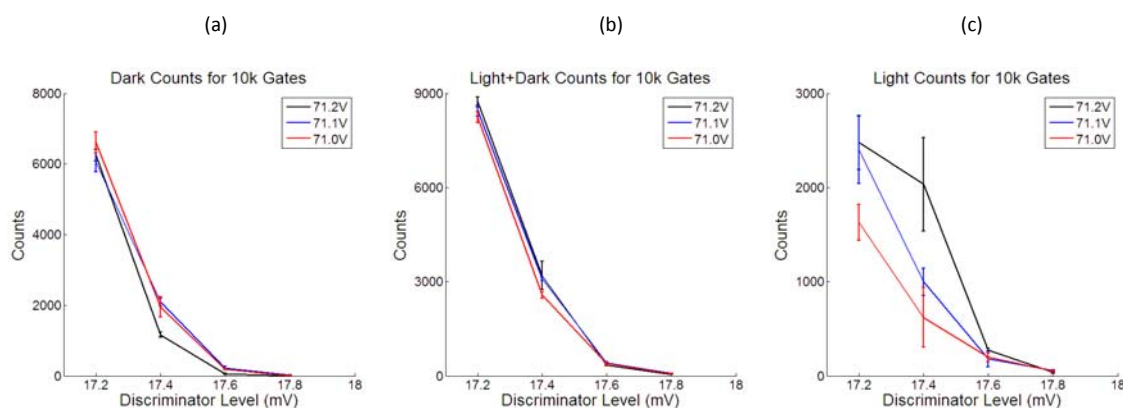 (a)
Dark Counts for 10k Gates
8000
6000
4000
2000
0
Counts
17.2 17.4 17.6 17.8 18
Discriminator Level (mV)
71.2V
71.1V
71.0V
(b)
Light+Dark Counts for 10k Gates
9000
6000
3000
0
Counts
17.2 17.4 17.6 17.8 18
Discriminator Level (mV)
71.2V
71.1V
71.0V
(c)
Light Counts for 10k Gates
3000
2000
1000
0
Counts
17.2 17.4 17.6 17.8 18
Discriminator Level (mV)
71.2V
71.1V
71.0V